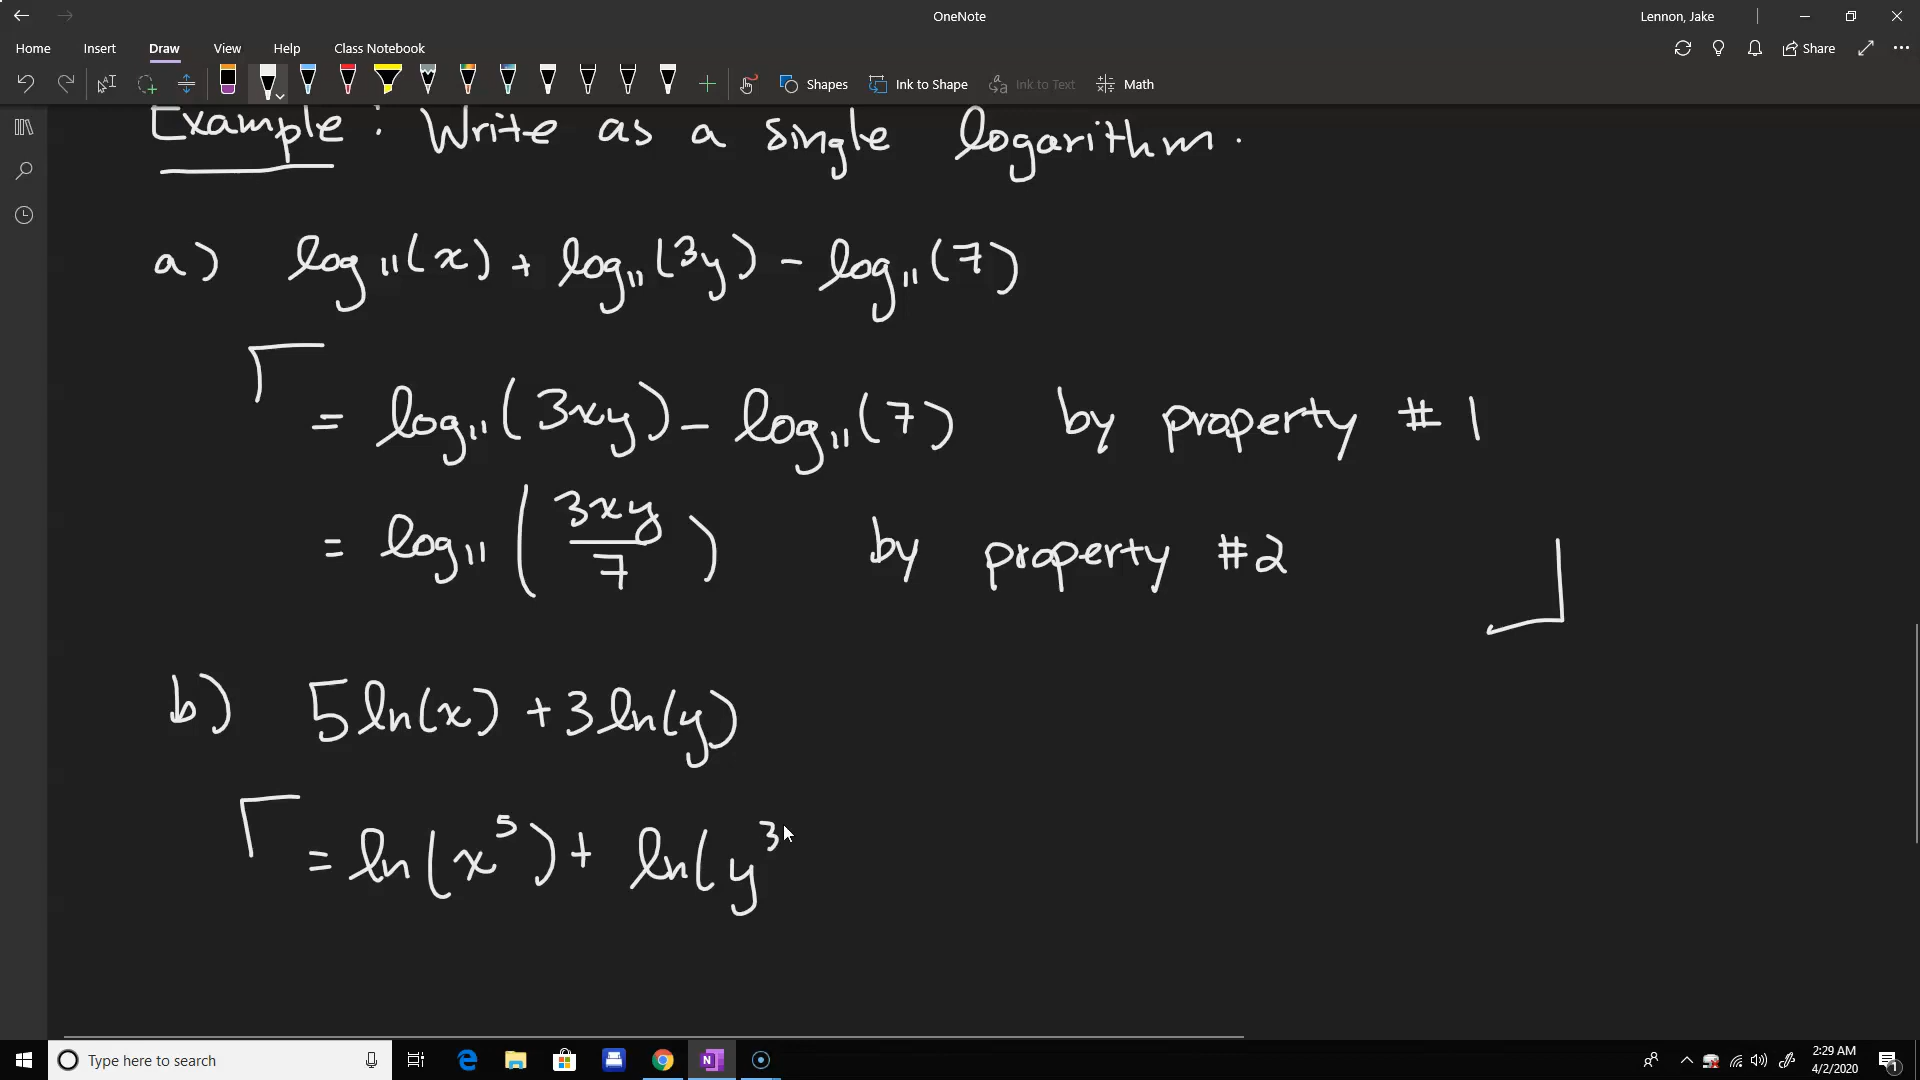 OneNote
Lennon, Jake
Home Insert Draw View Help Class Notebook
Share
Shapes Ink to Shape Ink to Text Math
Example: Write as a single logarithm.
a) log₁₁(x) + log₁₁(3y) - log₁₁(7)
= log₁₁(3xy) - log₁₁(7) by property # 1
= log₁₁(3xy/7) by property #2
b) 5ln(x) + 3ln(y)
= ln(x⁵) + ln(y³
Type here to search
2:29 AM
4/2/2020
1